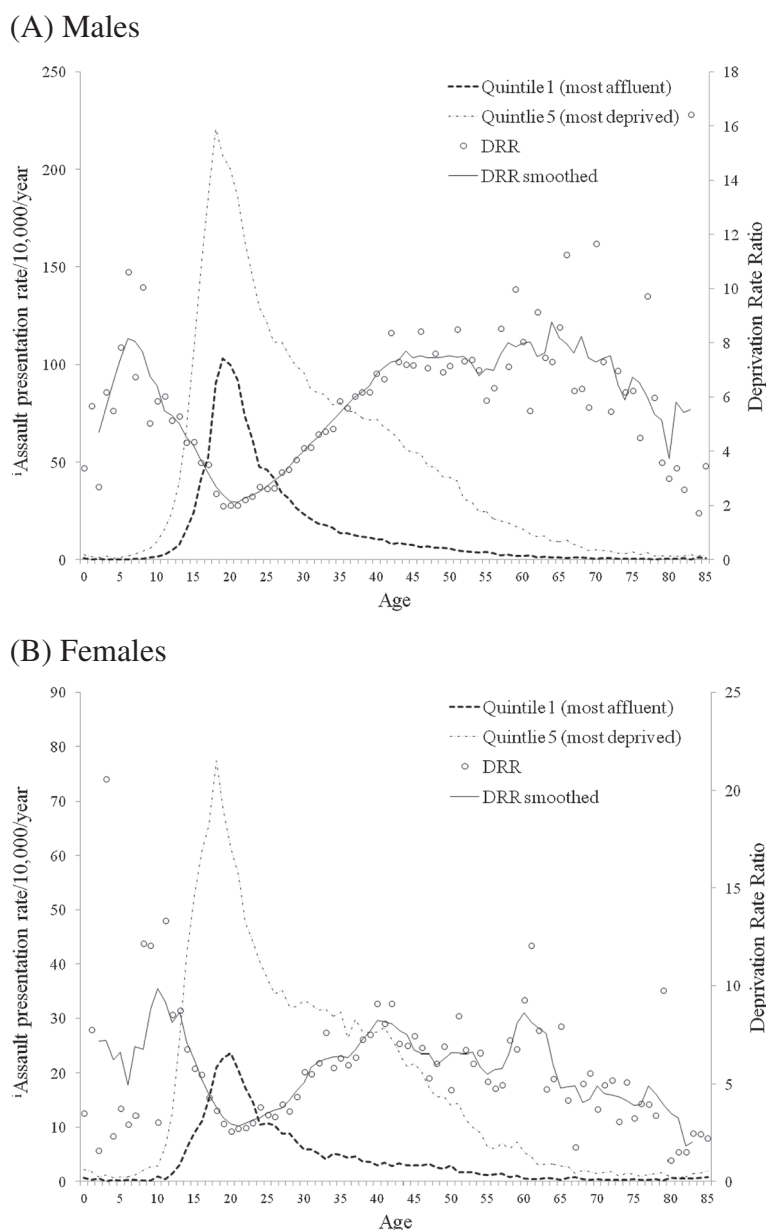 (A) Males
250
200
150
100
50
0
ⁱAssault presentation rate/10,000/year
Quintile 1 (most affluent)
Quintlie 5 (most deprived)
DRR
DRR smoothed
18
16
14
12
10
8
6
4
2
0
Deprivation Rate Ratio
0 5 10 15 20 25 30 35 40 45 50 55 60 65 70 75 80 85
Age
(B) Females
90
80
70
60
50
40
30
20
10
0
ⁱAssault presentation rate/10,000/year
Quintile 1 (most affluent)
Quintlie 5 (most deprived)
DRR
DRR smoothed
25
20
15
10
5
0
Deprivation Rate Ratio
0 5 10 15 20 25 30 35 40 45 50 55 60 65 70 75 80 85
Age